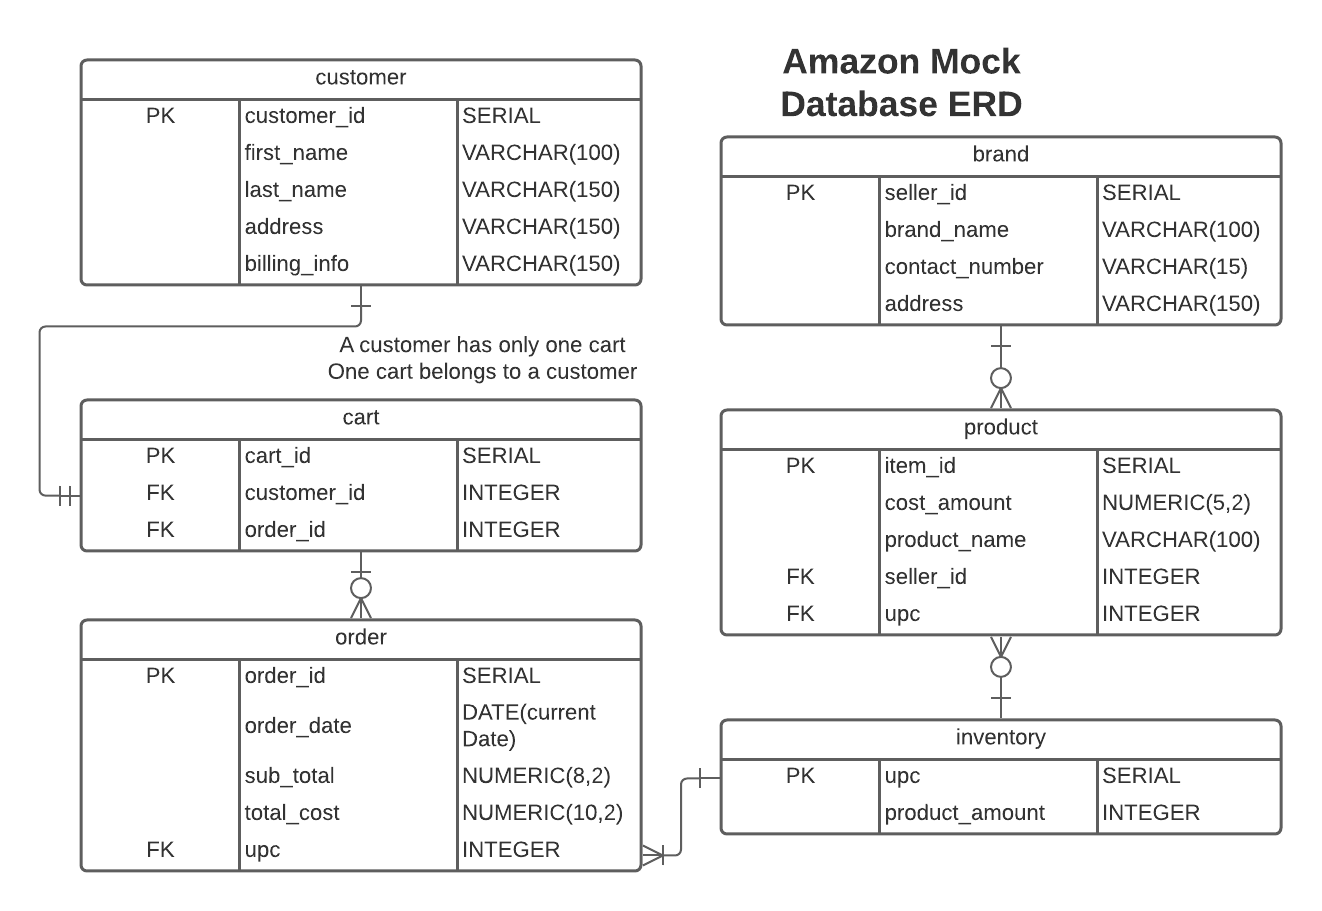 Amazon Mock
Database ERD
customer
PK customer_id SERIAL
first_name VARCHAR(100)
last_name VARCHAR(150)
address VARCHAR(150)
billing_info VARCHAR(150)
A customer has only one cart
One cart belongs to a customer
cart
PK cart_id SERIAL
FK customer_id INTEGER
FK order_id INTEGER
order
PK order_id SERIAL
order_date DATE(current
Date)
sub_total NUMERIC(8,2)
total_cost NUMERIC(10,2)
FK upc INTEGER
brand
PK seller_id SERIAL
brand_name VARCHAR(100)
contact_number VARCHAR(15)
address VARCHAR(150)
product
PK item_id SERIAL
cost_amount NUMERIC(5,2)
product_name VARCHAR(100)
FK seller_id INTEGER
FK upc INTEGER
inventory
PK upc SERIAL
product_amount INTEGER